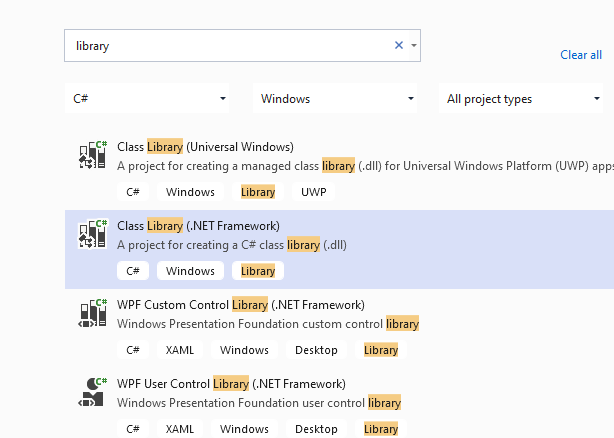 library
Clear all
C# Windows All project types
C#
Class Library (Universal Windows)
A project for creating a managed class library (.dll) for Universal Windows Platform (UWP) apps
C# Windows Library UWP
C#
Class Library (.NET Framework)
A project for creating a C# class library (.dll)
C# Windows Library
C#
WPF Custom Control Library (.NET Framework)
Windows Presentation Foundation custom control library
C# XAML Windows Desktop Library
C#
WPF User Control Library (.NET Framework)
Windows Presentation Foundation user control library
C# XAML Windows Desktop Library